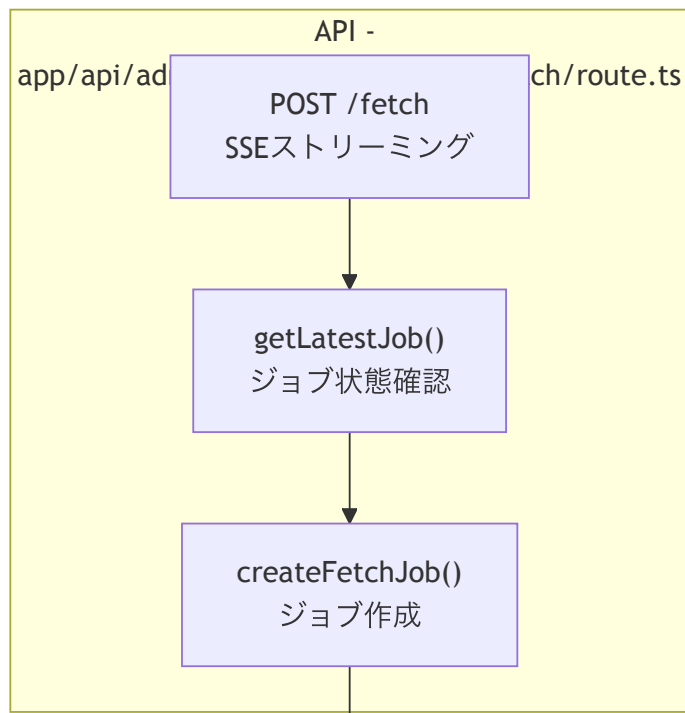 API -
app/api/ad ch/route.ts
POST /fetch
SSEストリーミング
getLatestJob()
ジョブ状態確認
createFetchJob()
ジョブ作成